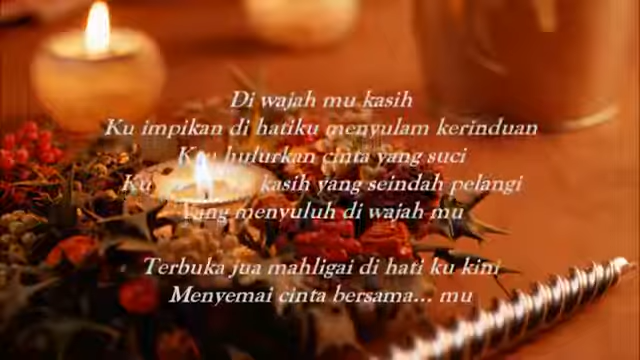 Di wajah mu kasih
Ku impikan di hatiku menyulam kerinduan
Kau hulurkan cinta yang suci
Ku kasih yang seindah pelangi
Yang menyuluh di wajah mu
Terbuka jua mahligai di hati ku kini
Menyemai cinta bersama... mu